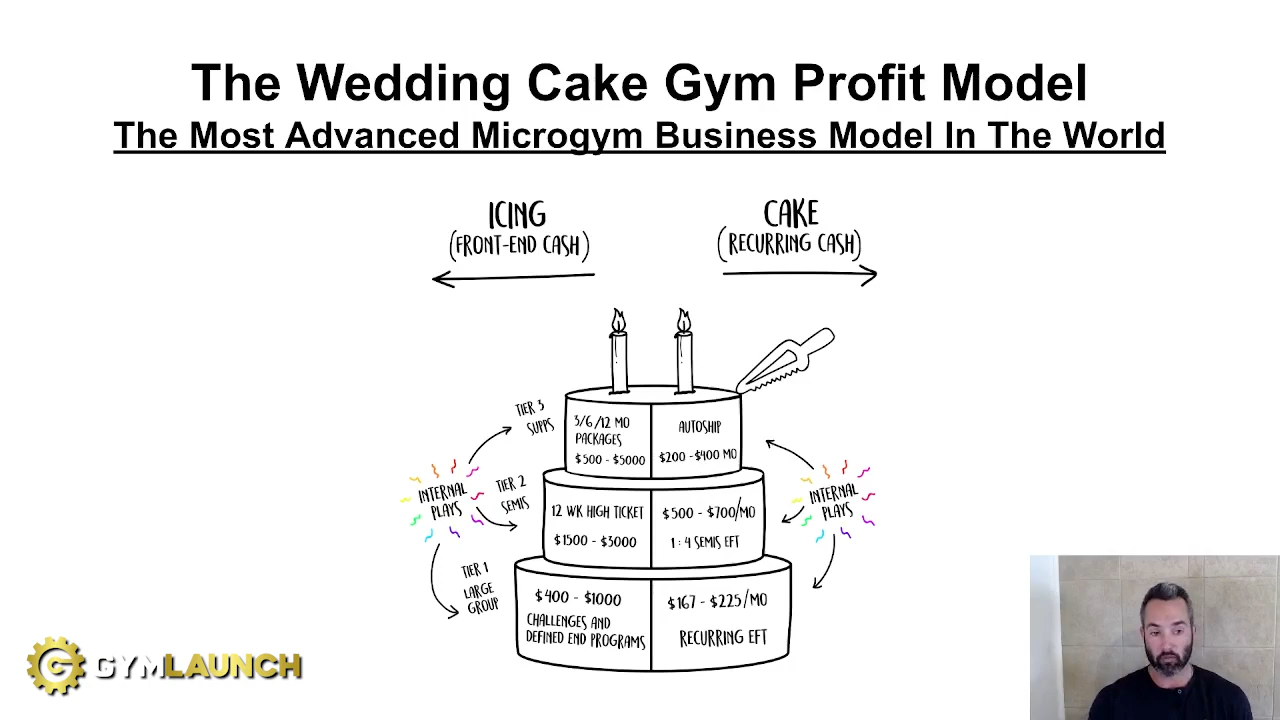 The Wedding Cake Gym Profit Model
The Most Advanced Microgym Business Model In The World
ICING
(FRONT-END CASH)
CAKE
(RECURRING CASH)
TIER 3
SUPPS
3/6/12 MO
PACKAGES
$500 - $5000
AUTOSHIP
$200 - $400 MO
INTERNAL
PLAYS
TIER 2
SEMIS
12 WK HIGH TICKET
$1500 - $3000
$500 - $700/MO
1:4 SEMIS EFT
INTERNAL
PLAYS
TIER 1
LARGE
GROUP
$400 - $1000
CHALLENGES AND
DEFINED END PROGRAMS
$167 - $225/MO
RECURRING EFT
GYMLAUNCH